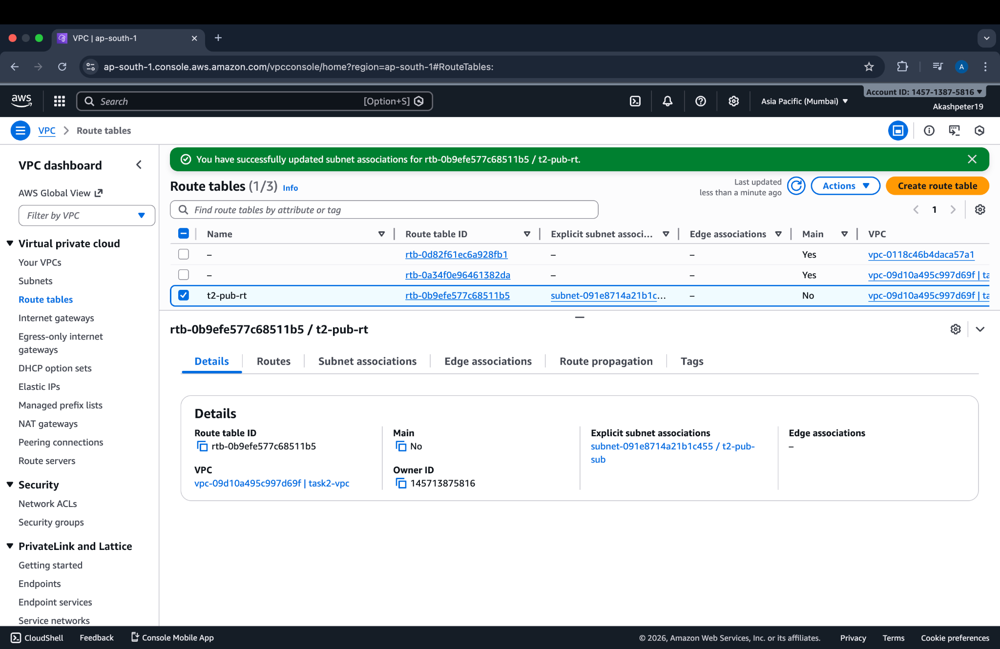 VPC | ap-south-1
ap-south-1.console.aws.amazon.com/vpcconsole/home?region=ap-south-1#RouteTables:
A
aws
Search
[Option+S]
Asia Pacific (Mumbai)
Account ID: 1457-1387-5816
Akashpeter19
VPC
Route tables
VPC dashboard
AWS Global View
Filter by VPC
Virtual private cloud
Your VPCs
Subnets
Route tables
Internet gateways
Egress-only internet
gateways
DHCP option sets
Elastic IPs
Managed prefix lists
NAT gateways
Peering connections
Route servers
Security
Network ACLs
Security groups
PrivateLink and Lattice
Getting started
Endpoints
Endpoint services
Service networks
You have successfully updated subnet associations for rtb-0b9efe577c68511b5 / t2-pub-rt.
Route tables (1/3) Info
Last updated
less than a minute ago
Actions
Create route table
Find route tables by attribute or tag
1
Name Route table ID Explicit subnet associ... Edge associations Main VPC
– rtb-0d82f61ec6a928fb1 – – Yes vpc-0118c46b4daca57a1
– rtb-0a34f0e96461382da – – Yes vpc-09d10a495c997d69f | ta
t2-pub-rt rtb-0b9efe577c68511b5 subnet-091e8714a21b1c... – No vpc-09d10a495c997d69f | ta
rtb-0b9efe577c68511b5 / t2-pub-rt
Details Routes Subnet associations Edge associations Route propagation Tags
Details
Route table ID
rtb-0b9efe577c68511b5
VPC
vpc-09d10a495c997d69f | task2-vpc
Main
No
Owner ID
145713875816
Explicit subnet associations
subnet-091e8714a21b1c455 / t2-pub-
sub
Edge associations
–
CloudShell Feedback Console Mobile App
© 2026, Amazon Web Services, Inc. or its affiliates. Privacy Terms Cookie preferences